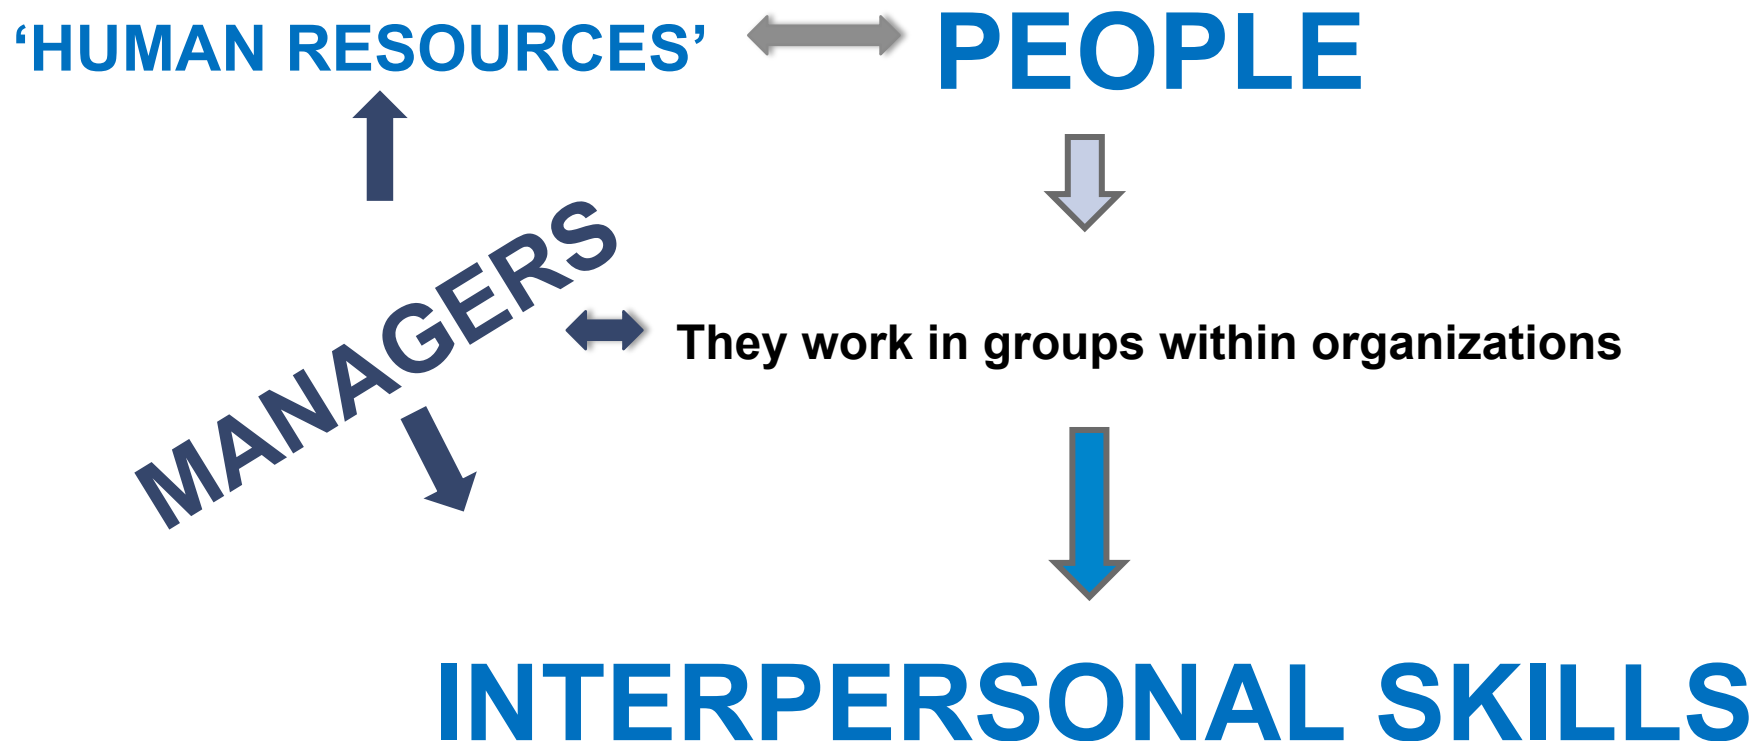 ‘HUMAN RESOURCES’
PEOPLE
MANAGERS
They work in groups within organizations
INTERPERSONAL SKILLS